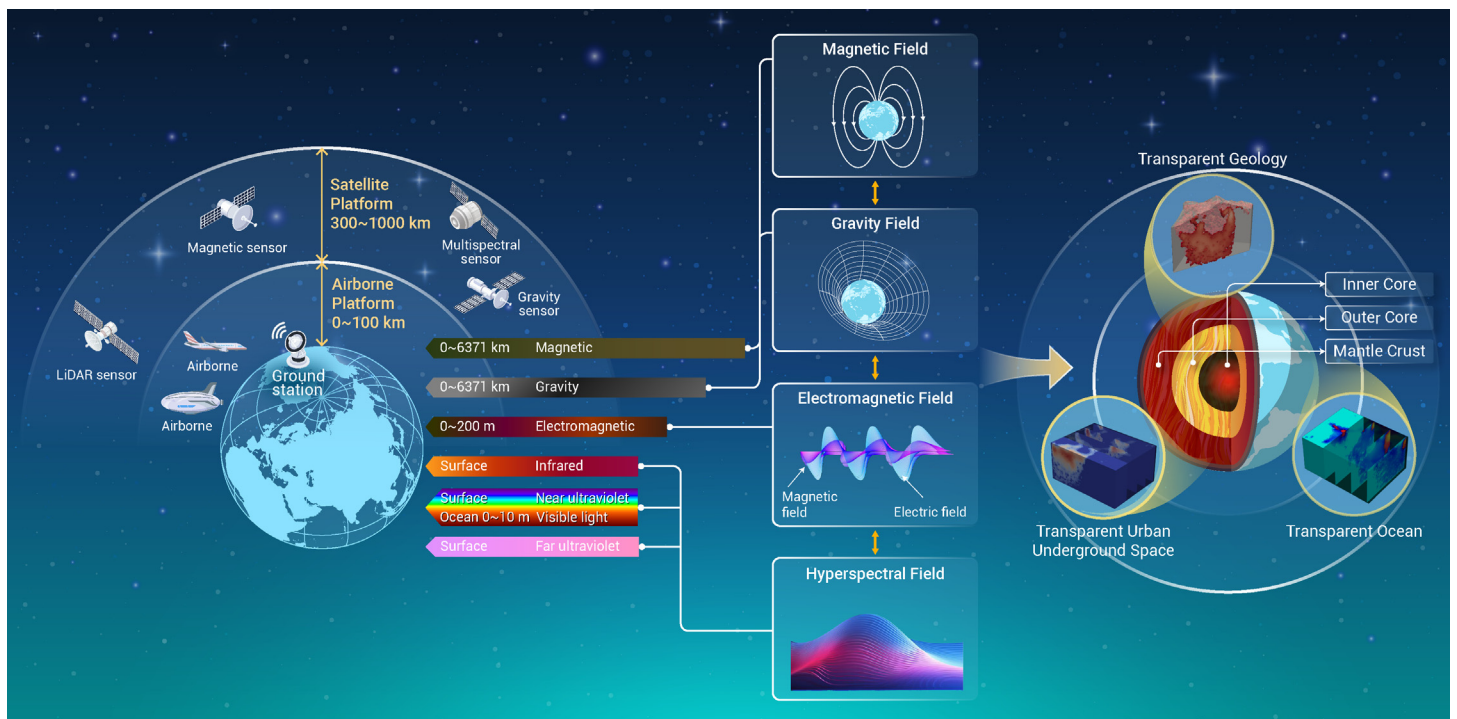 Satellite
Platform
300~1000 km
Magnetic sensor
Multispectral
sensor
Airborne
Platform
0~100 km
Gravity
sensor
LiDAR sensor
Airborne
Ground
station
Airborne
0~6371 km Magnetic
0~6371 km Gravity
0~200 m Electromagnetic
Surface Infrared
Surface Near ultraviolet
Ocean 0~10 m Visible light
Surface Far ultraviolet
Magnetic Field
Gravity Field
Electromagnetic Field
Magnetic
field
Electric field
Hyperspectral Field
Transparent Geology
Inner Core
Outer Core
Mantle Crust
Transparent Urban
Underground Space
Transparent Ocean